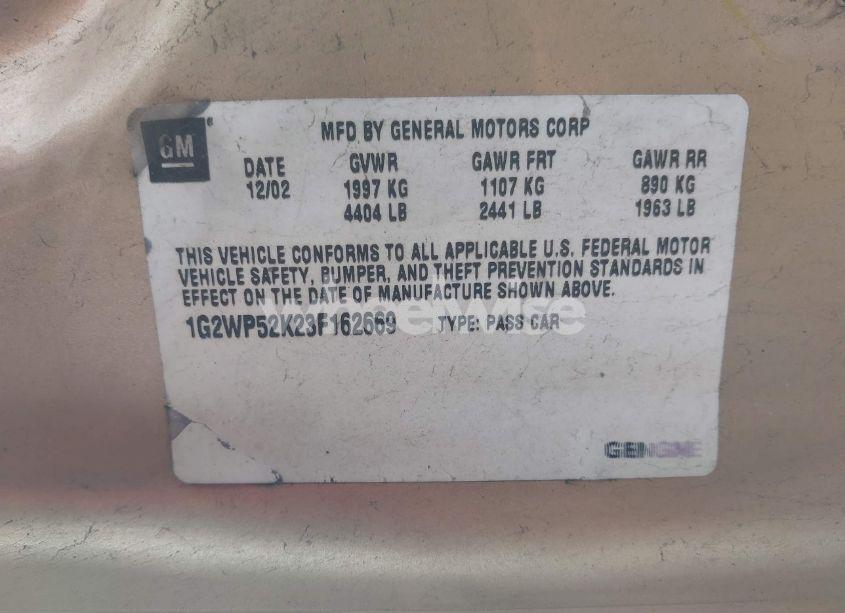 GM
MFD BY GENERAL MOTORS CORP
DATE GVWR GAWR FRT GAWR RR
12/02 1997 KG 1107 KG 890 KG
4404 LB 2441 LB 1963 LB
THIS VEHICLE CONFORMS TO ALL APPLICABLE U.S. FEDERAL MOTOR
VEHICLE SAFETY, BUMPER, AND THEFT PREVENTION STANDARDS IN
EFFECT ON THE DATE OF MANUFACTURE SHOWN ABOVE.
1G2WP52K23F162669 TYPE: PASS CAR